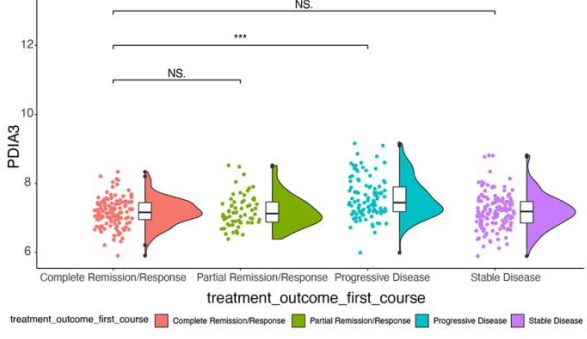 NS.
***
NS.
12
10
8
6
PDIA3
Complete Remission/Response Partial Remission/Response Progressive Disease Stable Disease
treatment_outcome_first_course
treatment_outcome_first_course Complete Remission/Response Partial Remission/Response Progressive Disease Stable Disease